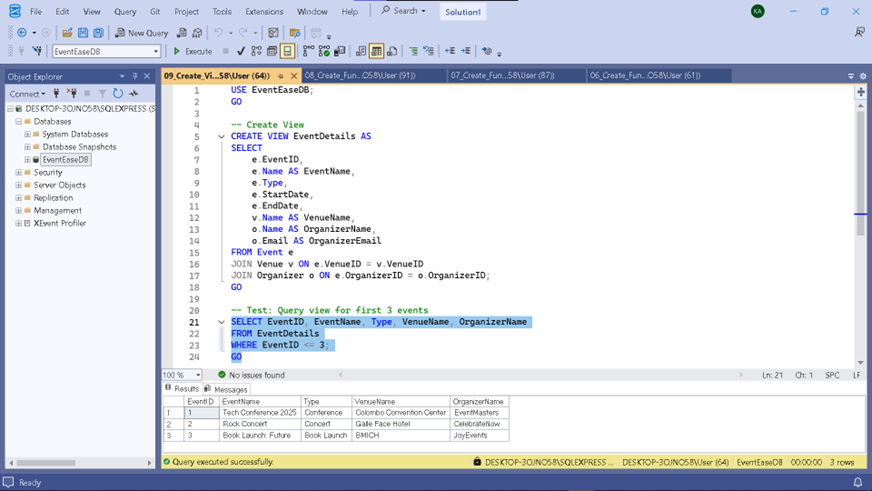 File Edit View Query Git Project Tools Extensions Window Help Search Solution1 KA
New Query
EventEaseDB Execute
Object Explorer
Connect
DESKTOP-3OJNO58\SQLEXPRESS (S
Databases
System Databases
Database Snapshots
EventEaseDB
Security
Server Objects
Replication
Management
XEvent Profiler
09_Create_Vi...58\User (64)) 08_Create_Fun...O58\User (91)) 07_Create_Fun...58\User (87)) 06_Create_Fun...O58\User (61))
1 USE EventEaseDB;
2 GO
3
4 -- Create View
5 CREATE VIEW EventDetails AS
6 SELECT
7 e.EventID,
8 e.Name AS EventName,
9 e.Type,
10 e.StartDate,
11 e.EndDate,
12 v.Name AS VenueName,
13 o.Name AS OrganizerName,
14 o.Email AS OrganizerEmail
15 FROM Event e
16 JOIN Venue v ON e.VenueID = v.VenueID
17 JOIN Organizer o ON e.OrganizerID = o.OrganizerID;
18 GO
19
20 -- Test: Query view for first 3 events
21 SELECT EventID, EventName, Type, VenueName, OrganizerName
22 FROM EventDetails
23 WHERE EventID <= 3;
24 GO
100 % No issues found Ln: 21 Ch: 1 SPC LF
Results Messages
EventID EventName Type VenueName OrganizerName
1 1 Tech Conference 2025 Conference Colombo Convention Center EventMasters
2 2 Rock Concert Concert Galle Face Hotel CelebrateNow
3 3 Book Launch: Future Book Launch BMICH JoyEvents
Query executed successfully. DESKTOP-3OJNO58\SQLEXPRESS ... DESKTOP-3OJNO58\User (64) EventEaseDB 00:00:00 3 rows
Ready